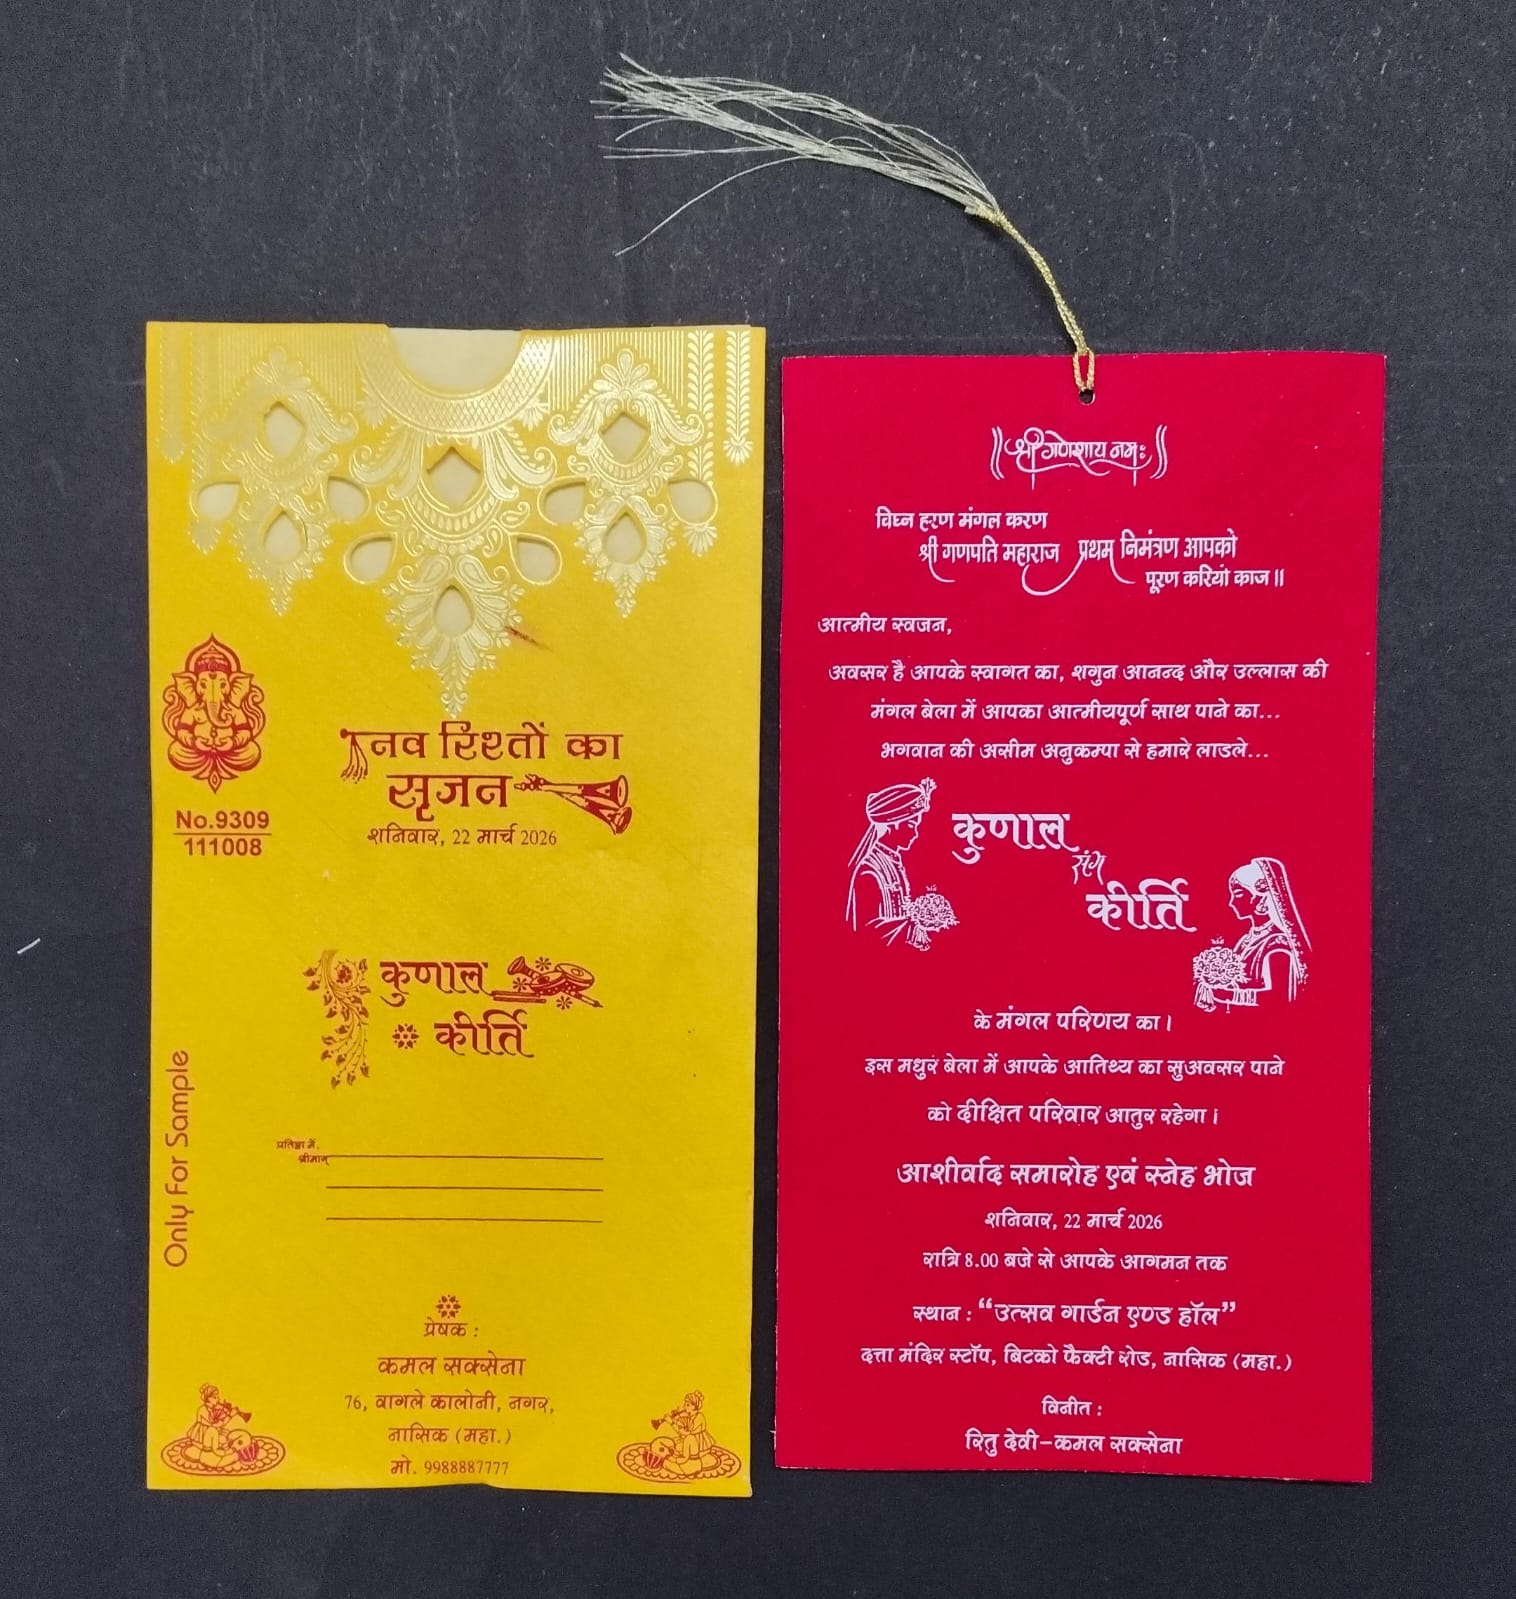 नव रिश्तों का
सृजन
शनिवार, 22 मार्च 2026
No.9309
111008
कुणाल
कीर्ति
Only For Sample
प्रतिष्ठा में,
श्रीमान्
प्रेषक :
कमल सक्सेना
76, वागले कालोनी, नगर,
नासिक (महा.)
मो. 9988887777
श्री गणेशाय नमः
विघ्न हरण मंगल करण
श्री गणपति महाराज
प्रथम निमंत्रण आपको
पूरण करियो काज॥
आत्मीय स्वजन,
अवसर है आपके स्वागत का, शगुन आनन्द और उल्लास की
मंगल बेला में आपका आत्मीयपूर्ण साथ पाने का...
भगवान की असीम अनुकम्पा से हमारे लाडले...
कुणाल
संग
कीर्ति
के मंगल परिणय का।
इस मधुर बेला में आपके आतिथ्य का सुअवसर पाने
को दीक्षित परिवार आतुर रहेगा।
आशीर्वाद समारोह एवं स्नेह भोज
शनिवार, 22 मार्च 2026
रात्रि 8.00 बजे से आपके आगमन तक
स्थान : “उत्सव गार्डन एण्ड हॉल”
दत्ता मंदिर स्टॉप, बिटको फैक्टी रोड, नासिक (महा.)
विनीत :
रितु देवी-कमल सक्सेना